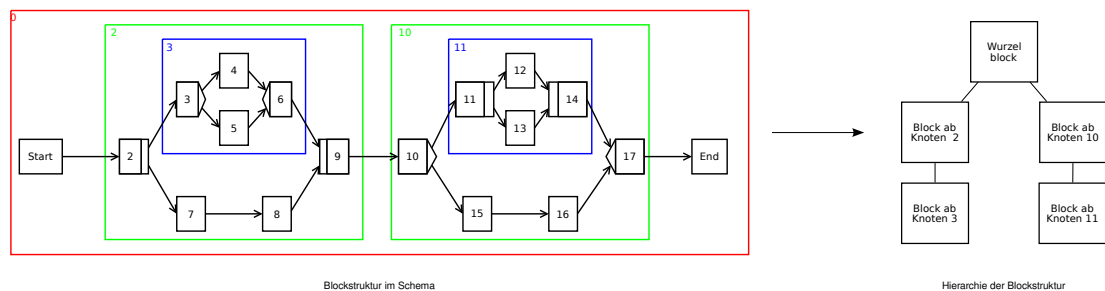 0
2
10
3
11
4
12
3
6
11
14
5
13
Start
2
9
10
17
End
7
8
15
16
Wurzel
block
Block ab
Knoten 2
Block ab
Knoten 10
Block ab
Knoten 3
Block ab
Knoten 11
Blockstruktur im Schema
Hierarchie der Blockstruktur